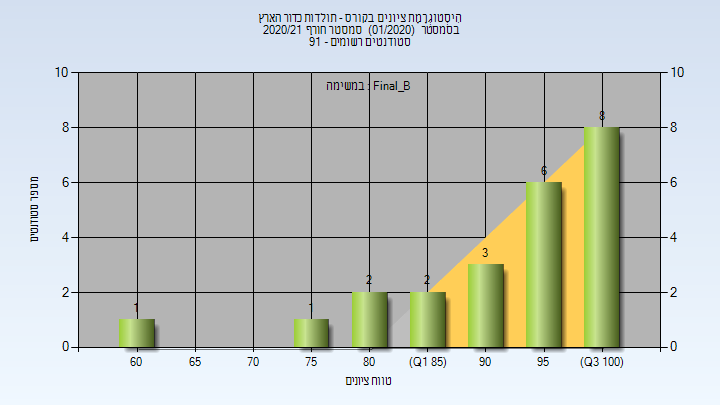 היסטוגרמת ציונים בקורס - תולדות כדור הארץ
בסמסטר (01/2020) סמסטר חורף 2020/21
סטודנטים רשומים - 91
במשימה : Final_B
10 10
8 8
6 6
4 4
2 2
0 0
1 1 2 2 3 6 8
60 65 70 75 80 (Q1 85) 90 95 (Q3 100)
מספר סטודנטים
טווח ציונים